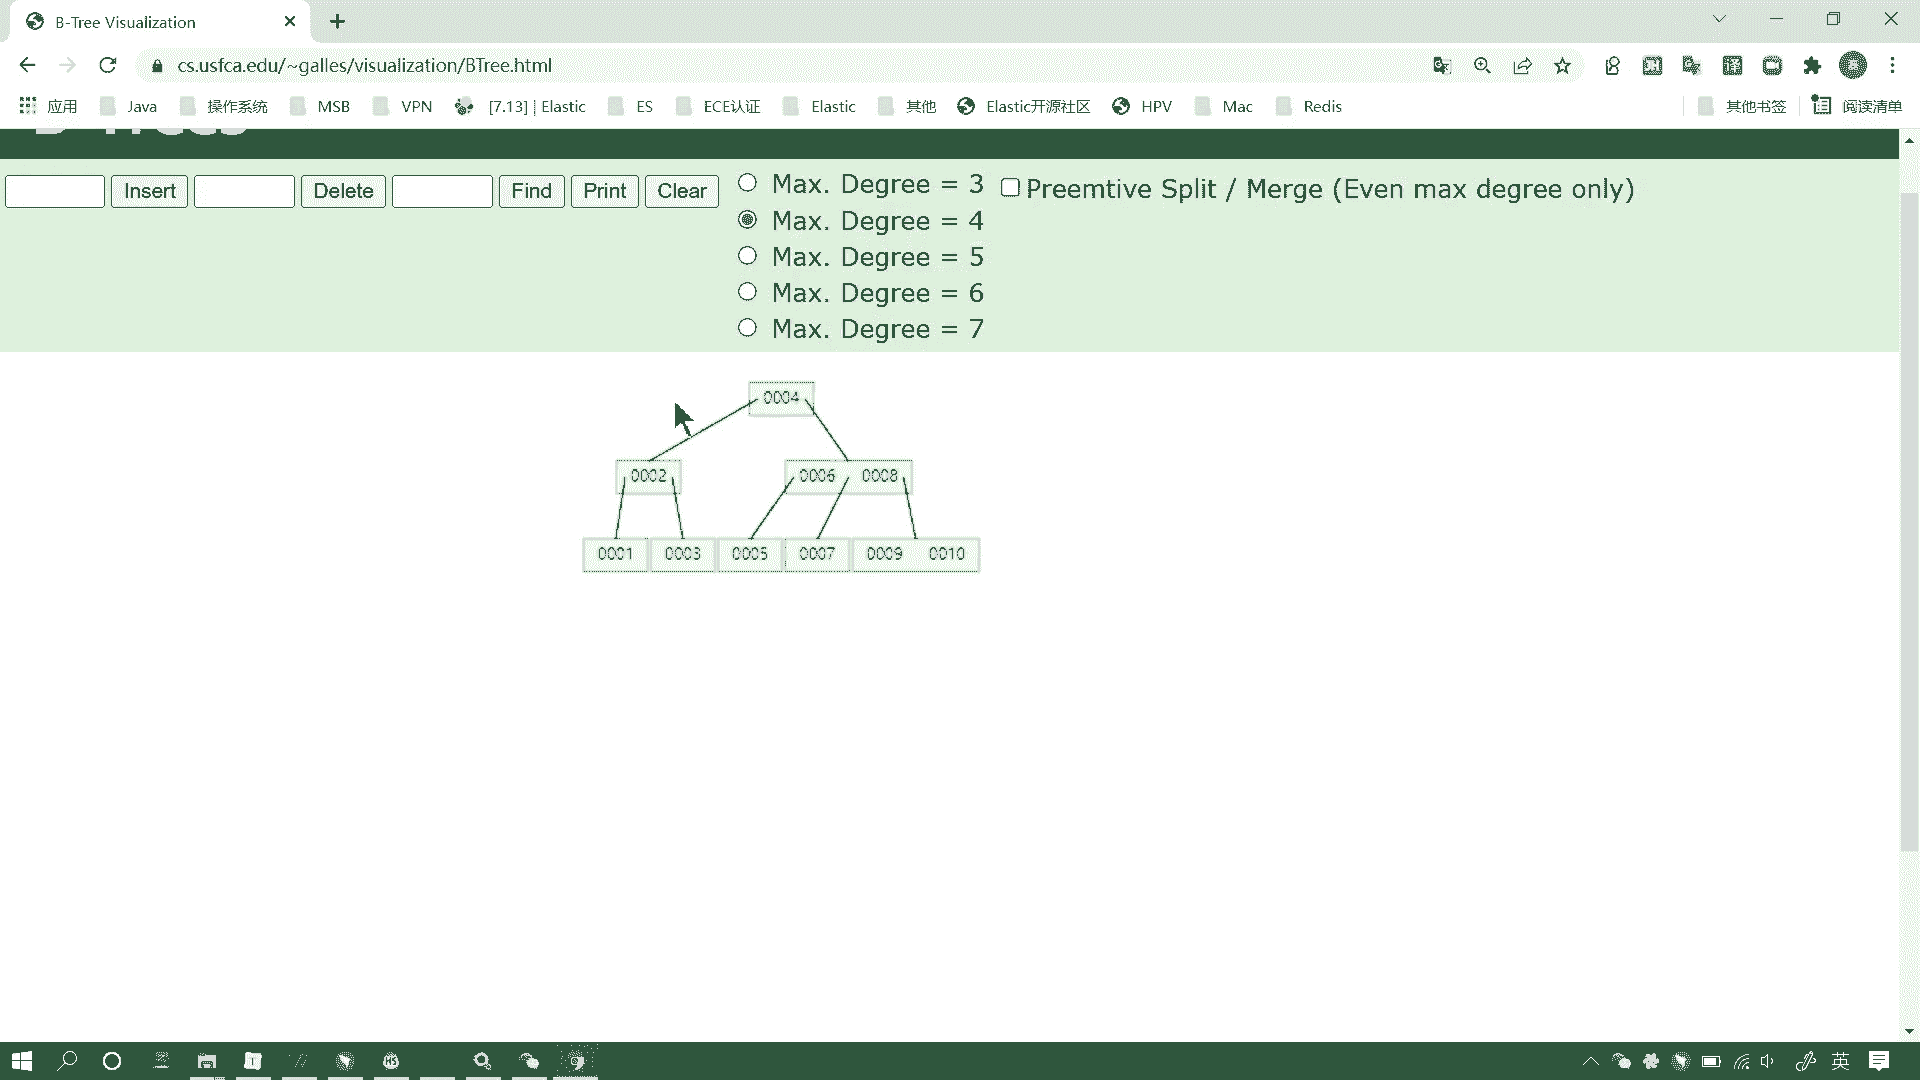 B-Tree Visualization
cs.usfca.edu/~galles/visualization/BTree.html
应用 Java 操作系统 MSB VPN [7.13] | Elastic ES ECE认证 Elastic 其他 Elastic开源社区 HPV Mac Redis 其他书签 阅读清单
Insert Delete Find Print Clear
Max. Degree = 3
Max. Degree = 4
Max. Degree = 5
Max. Degree = 6
Max. Degree = 7
Preemtive Split / Merge (Even max degree only)
0004
0002 0006 0008
0001 0003 0005 0007 0009 0010
英